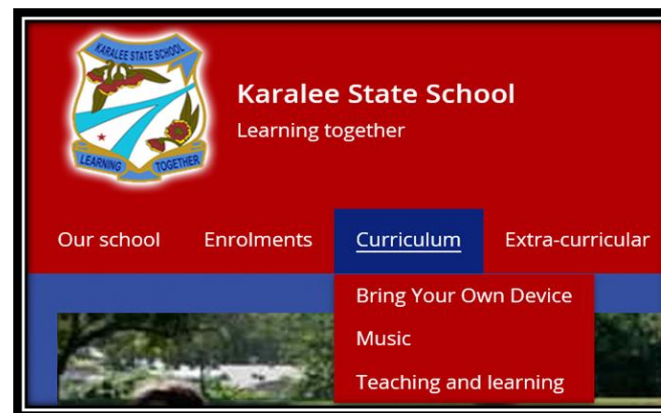 KARALEE STATE SCHOOL
LEARNING TOGETHER
Karalee State School
Learning together
Our school Enrolments Curriculum Extra-curricular
Bring Your Own Device
Music
Teaching and learning